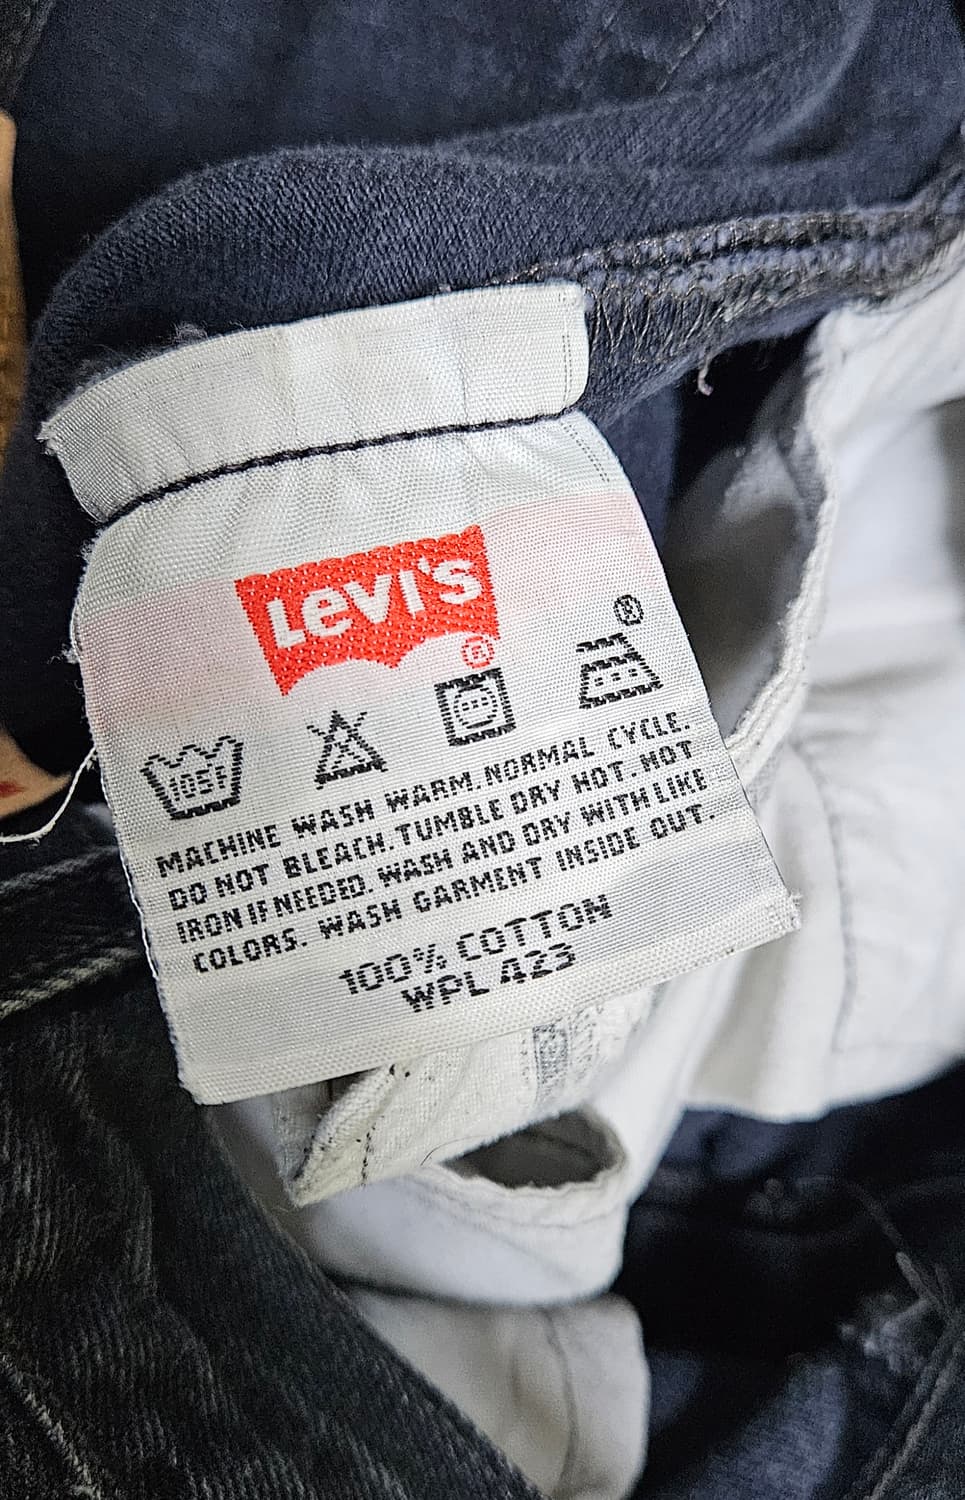 Levi's
®
®
105F
MACHINE WASH WARM. NORMAL CYCLE.
DO NOT BLEACH. TUMBLE DRY HOT. HOT
IRON IF NEEDED. WASH AND DRY WITH LIKE
COLORS. WASH GARMENT INSIDE OUT.
100% COTTON
WPL 423